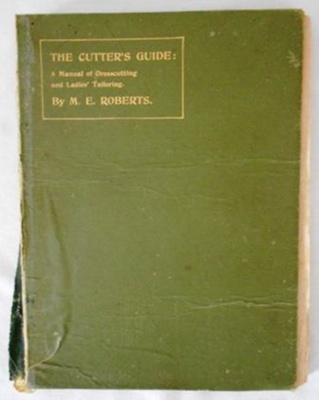 THE CUTTER'S GUIDE:
A Manual of Dresscutting
and Ladies' Tailoring.
By M. E. ROBERTS.